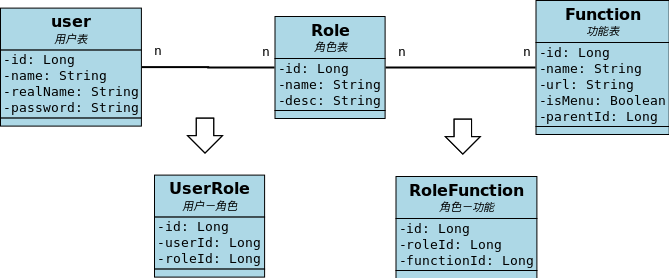 user
用户表
-id: Long
-name: String
-realName: String
-password: String
n
n
Role
角色表
-id: Long
-name: String
-desc: String
n
n
Function
功能表
-id: Long
-name: String
-url: String
-isMenu: Boolean
-parentId: Long
UserRole
用户－角色
-id: Long
-userId: Long
-roleId: Long
RoleFunction
角色－功能
-id: Long
-roleId: Long
-functionId: Long